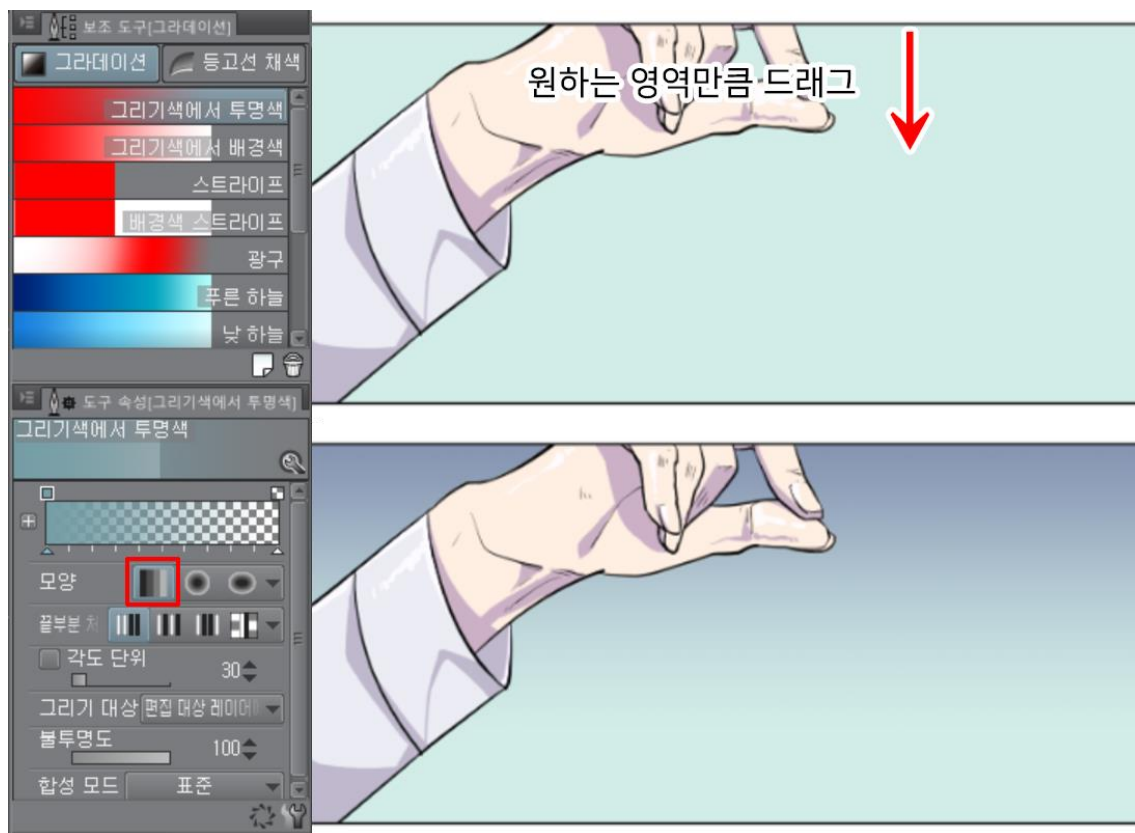 보조 도구[그라데이션]
그라데이션
등고선 채색
그리기색에서 투명색
그리기색에서 배경색
스트라이프
배경색 스트라이프
광구
푸른 하늘
낮 하늘
도구 속성[그리기색에서 투명색]
그리기색에서 투명색
모양
끝부분
각도 단위
30
그리기 대상 편집 대상 레이어
불투명도
100
합성 모드 표준
원하는 영역만큼 드래그